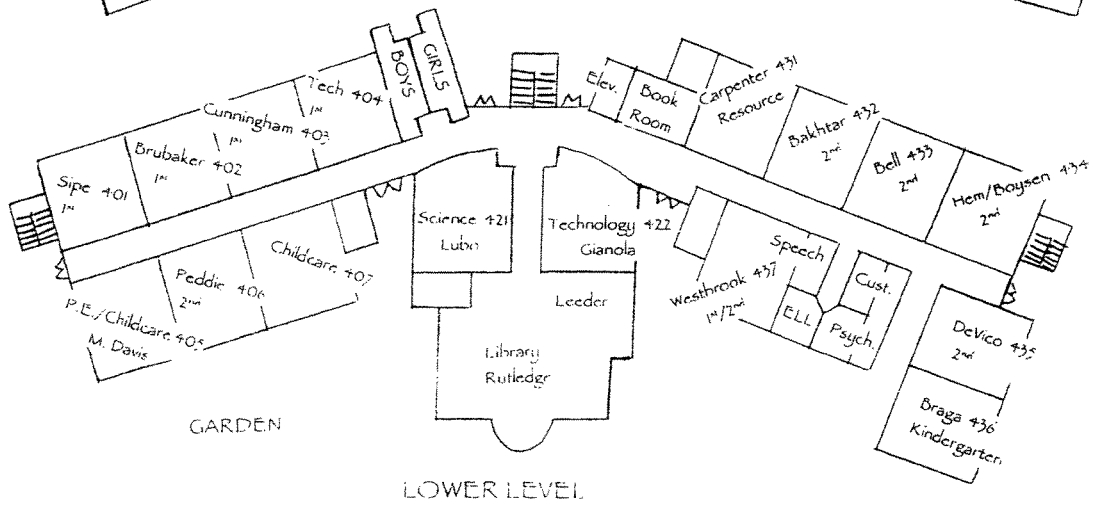 Sipe 401
1st
Brubaker 402
1st
Cunningham 403
1st
Tech 404
1st
BOYS
GIRLS
Elev.
Book
Room
Carpenter 431
Resource
Bakhtar 432
2nd
Bell 433
2nd
Hem/Boysen 434
2nd
P.E./Childcare 405
M. Davis
Peddie 406
2nd
Childcare 407
Science 421
Lubn
Technology 422
Gianola
Leeder
Library
Rutledgr
Westbrook 437
1st/2nd
Speech
ELL
Cust.
Psych.
DeVico 435
2nd
Braga 436
Kindergarten
GARDEN
LOWER LEVEL